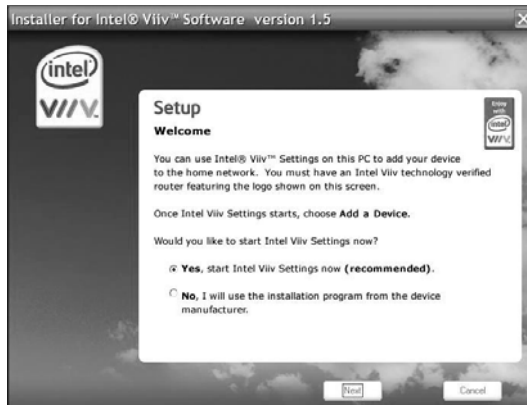 Installer for Intel® Viiv™ Software version 1.5
X
intel
VIIV.
Setup
Enjoy
with
intel
VIIV.
Welcome
You can use Intel® Viiv™ Settings on this PC to add your device
to the home network. You must have an Intel Viiv technology verified
router featuring the logo shown on this screen.
Once Intel Viiv Settings starts, choose Add a Device.
Would you like to start Intel Viiv Settings now?
Yes, start Intel Viiv Settings now (recommended).
No, I will use the installation program from the device
manufacturer.
Next
Cancel